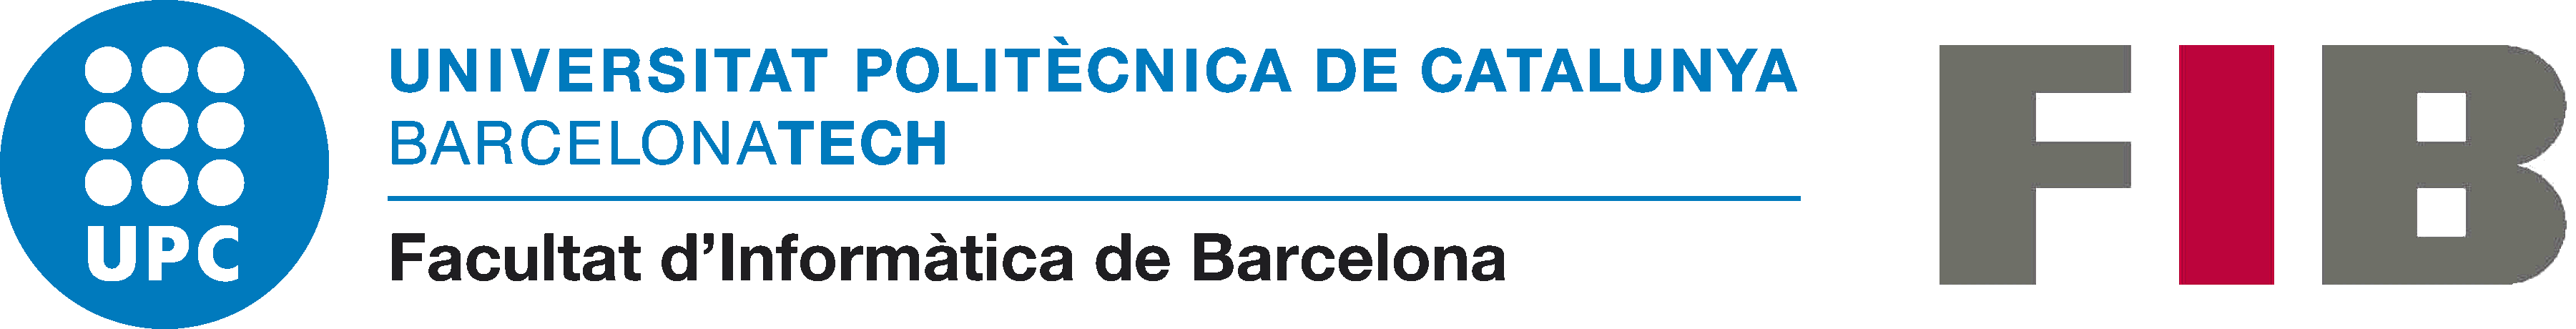 UPC
UNIVERSITAT POLITÈCNICA DE CATALUNYA
BARCELONATECH
Facultat d’Informàtica de Barcelona
FIB